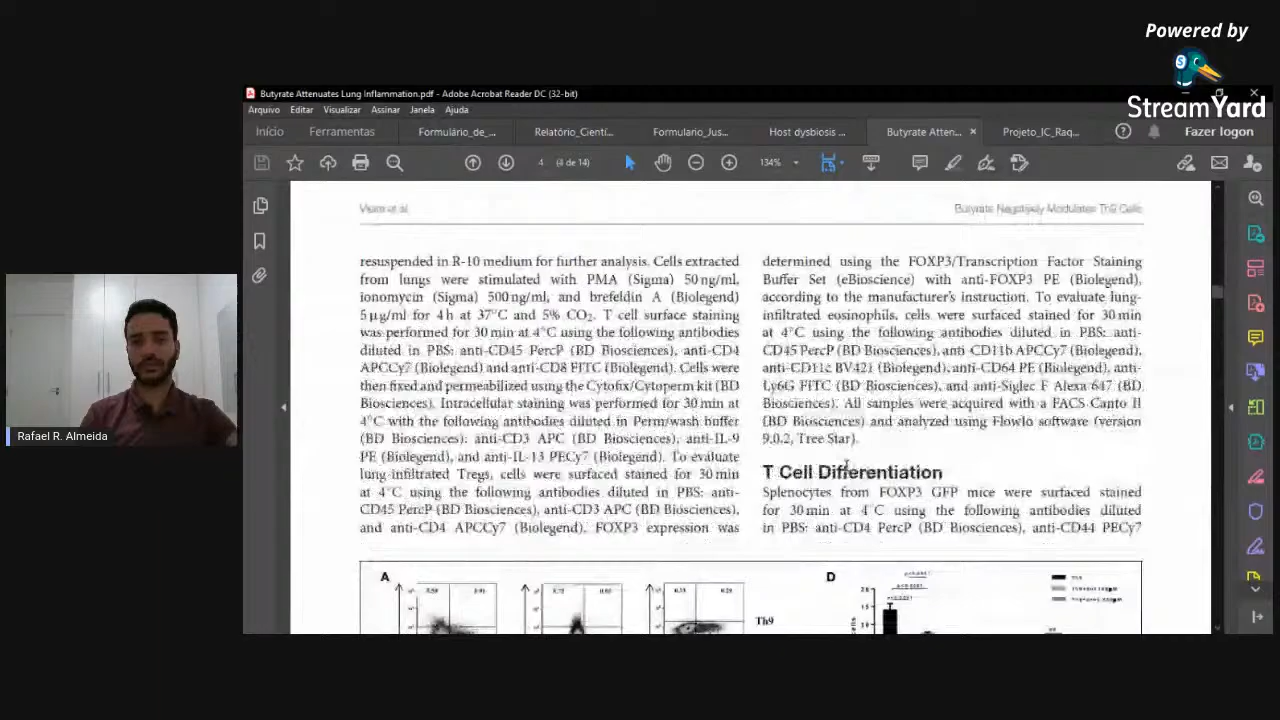 Powered by
StreamYard
Butyrate Attenuates Lung Inflammation.pdf - Adobe Acrobat Reader DC (32-bit)
Arquivo Editar Visualizar Assinar Janela Ajuda
Início Ferramentas Formulário_de_... Relatório_Cientí... Formulario_Jus... Host dysbiosis ... Butyrate Atten... × Projeto_IC_Raq... Fazer logon
4 (4 de 14) 134%
Vieira et al.
Butyrate Negatively Modulates Th9 Cells
resuspended in R-10 medium for further analysis. Cells extracted
from lungs were stimulated with PMA (Sigma) 50 ng/ml,
ionomycin (Sigma) 500 ng/ml, and brefeldin A (Biolegend)
5 μg/ml for 4 h at 37°C and 5% CO2. T cell surface staining
was performed for 30 min at 4°C using the following antibodies
diluted in PBS: anti-CD45 PercP (BD Biosciences), anti-CD4
APCCy7 (Biolegend) and anti-CD8 FITC (Biolegend). Cells were
then fixed and permeabilized using the Cytofix/Cytoperm kit (BD
Biosciences). Intracellular staining was performed for 30 min at
4°C with the following antibodies diluted in Perm/wash buffer
(BD Biosciences): anti-CD3 APC (BD Biosciences), anti-IL-9
PE (Biolegend), and anti-IL-13 PECy7 (Biolegend). To evaluate
lung-infiltrated Tregs, cells were surfaced stained for 30 min
at 4°C using the following antibodies diluted in PBS: anti-
CD45 PercP (BD Biosciences), anti-CD3 APC (BD Biosciences),
and anti-CD4 APCCy7 (Biolegend). FOXP3 expression was
determined using the FOXP3/Transcription Factor Staining
Buffer Set (eBioscience) with anti-FOXP3 PE (Biolegend),
according to the manufacturer's instruction. To evaluate lung-
infiltrated eosinophils, cells were surfaced stained for 30 min
at 4°C using the following antibodies diluted in PBS: anti-
CD45 PercP (BD Biosciences), anti-CD11b APCCy7 (Biolegend),
anti-CD11c BV421 (Biolegend), anti-CD64 PE (Biolegend), anti-
Ly6G FITC (BD Biosciences), and anti-Siglec F Alexa 647 (BD
Biosciences). All samples were acquired with a FACS Canto II
(BD Biosciences) and analyzed using FlowJo software (version
9.0.2, Tree Star).
T Cell Differentiation
Splenocytes from FOXP3 GFP mice were surfaced stained
for 30 min at 4°C using the following antibodies diluted
in PBS: anti-CD4 PercP (BD Biosciences), anti-CD44 PECy7
A
Th9
D
Rafael R. Almeida